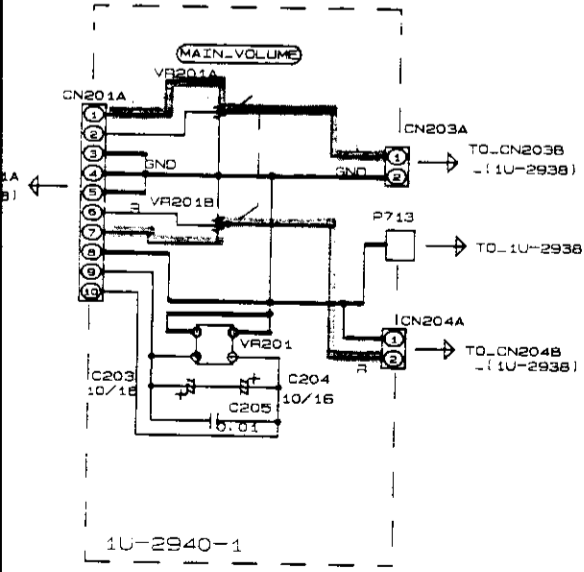 MAIN_VOLUME
VR201A
CN201A
1
2
3
4
5
6
7
8
9
10
GND
R
VR201B
CN203A
1
2
GND
TO_CN203B
_(1U-2938)
P713
TO_1U-2938
CN204A
1
2
R
TO_CN204B
_(1U-2938)
VR201
C203
10/16
C204
10/16
C205
0.01
1U-2940-1